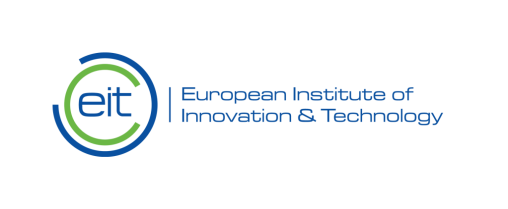 eit
European Institute of
Innovation & Technology